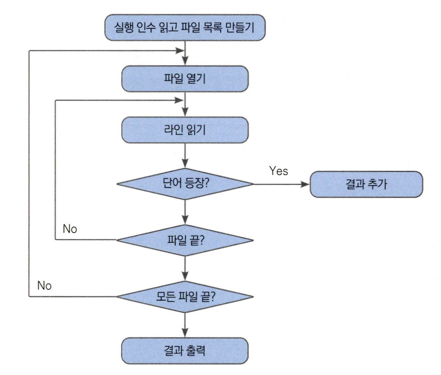 실행 인수 읽고 파일 목록 만들기
파일 열기
라인 읽기
단어 등장?
Yes
결과 추가
No
파일 끝?
No
모든 파일 끝?
결과 출력